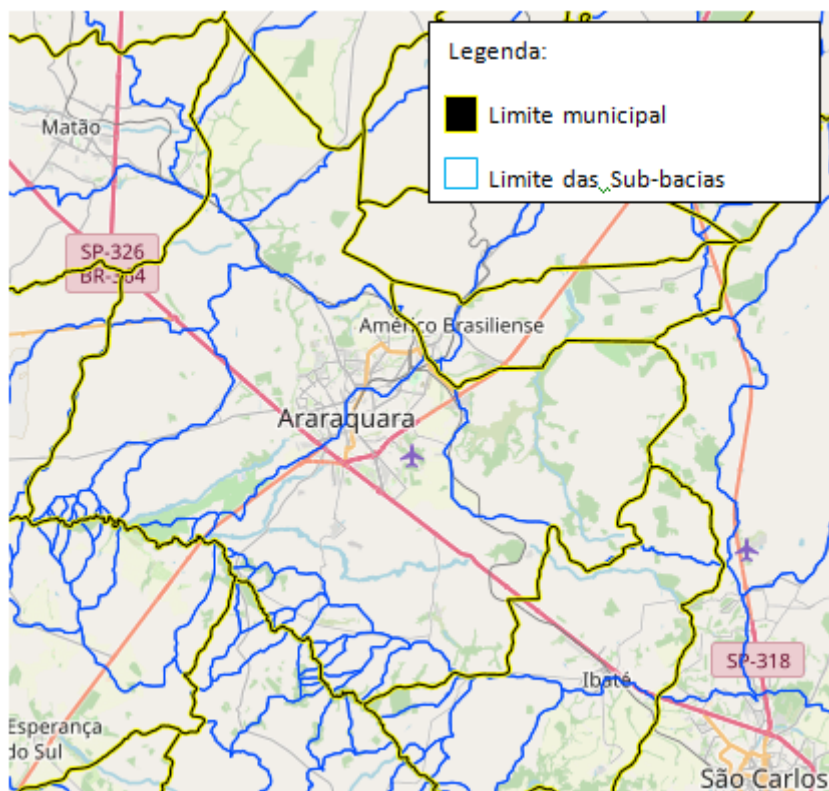 Legenda:
Limite municipal
Limite das Sub-bacias
Matão
SP-326
BR-364
Américo Brasiliense
Araraquara
Ibaté
SP-318
Esperança
do Sul
São Carlos